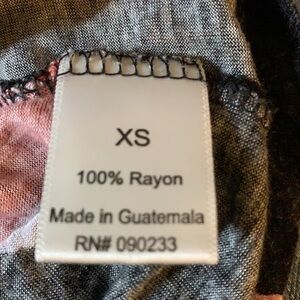 XS
100% Rayon
Made in Guatemala
RN# 090233